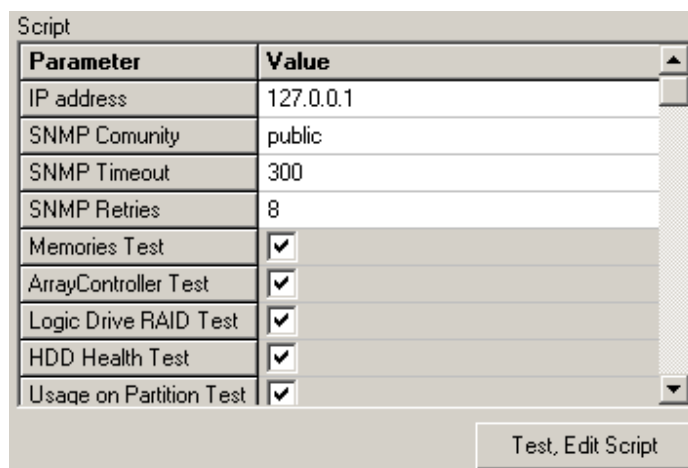 Script
Parameter Value
IP address 127.0.0.1
SNMP Comunity public
SNMP Timeout 300
SNMP Retries 8
Memories Test
ArrayController Test
Logic Drive RAID Test
HDD Health Test
Usage on Partition Test
Test, Edit Script